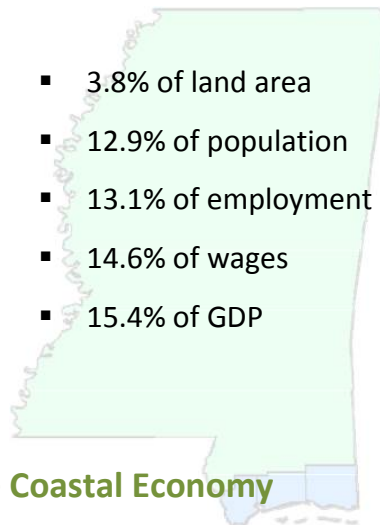 ▪ 3.8% of land area
▪ 12.9% of population
▪ 13.1% of employment
▪ 14.6% of wages
▪ 15.4% of GDP
Coastal Economy